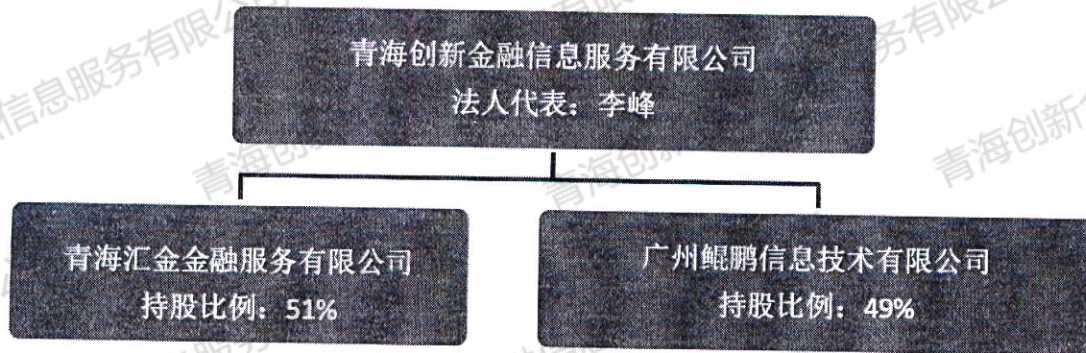 青海创新金融信息服务有限公司
法人代表：李峰
青海汇金金融服务有限公司
持股比例：51%
广州鲲鹏信息技术有限公司
持股比例：49%